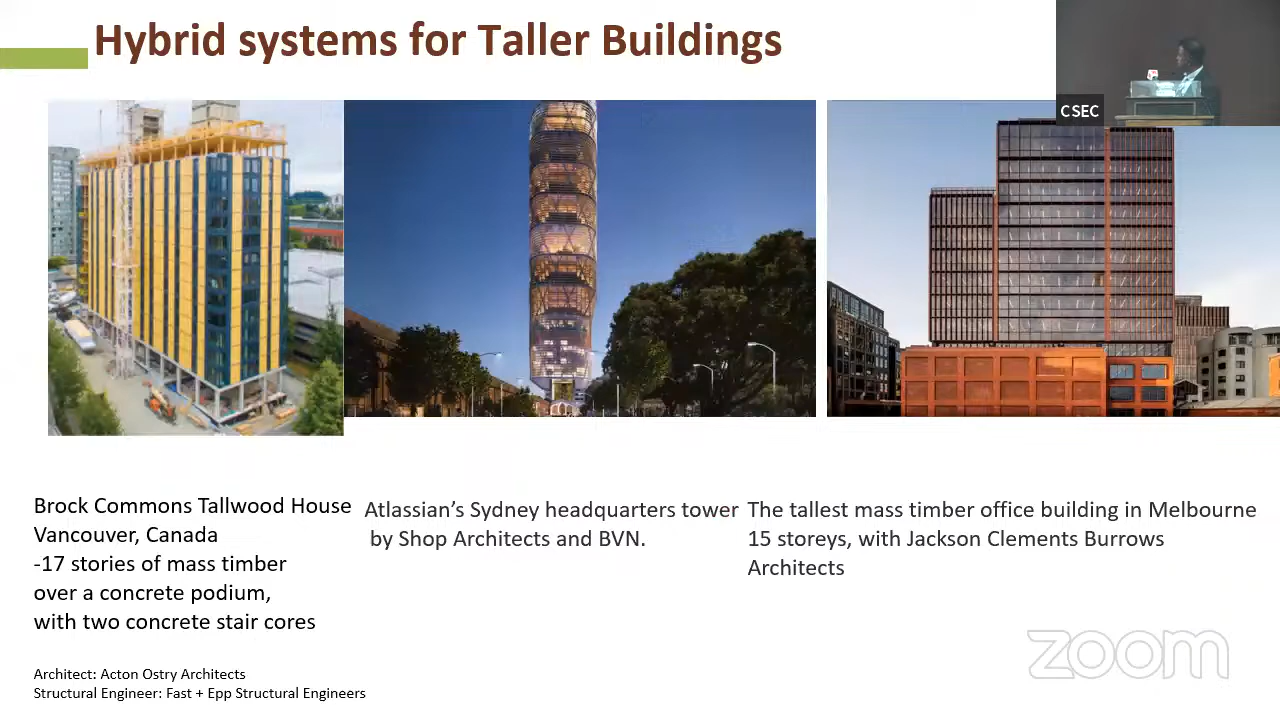 Hybrid systems for Taller Buildings
CSEC
Brock Commons Tallwood House
Vancouver, Canada
-17 stories of mass timber
over a concrete podium,
with two concrete stair cores
Architect: Acton Ostry Architects
Structural Engineer: Fast + Epp Structural Engineers
Atlassian’s Sydney headquarters tower
by Shop Architects and BVN.
The tallest mass timber office building in Melbourne
15 storeys, with Jackson Clements Burrows
Architects
zoom